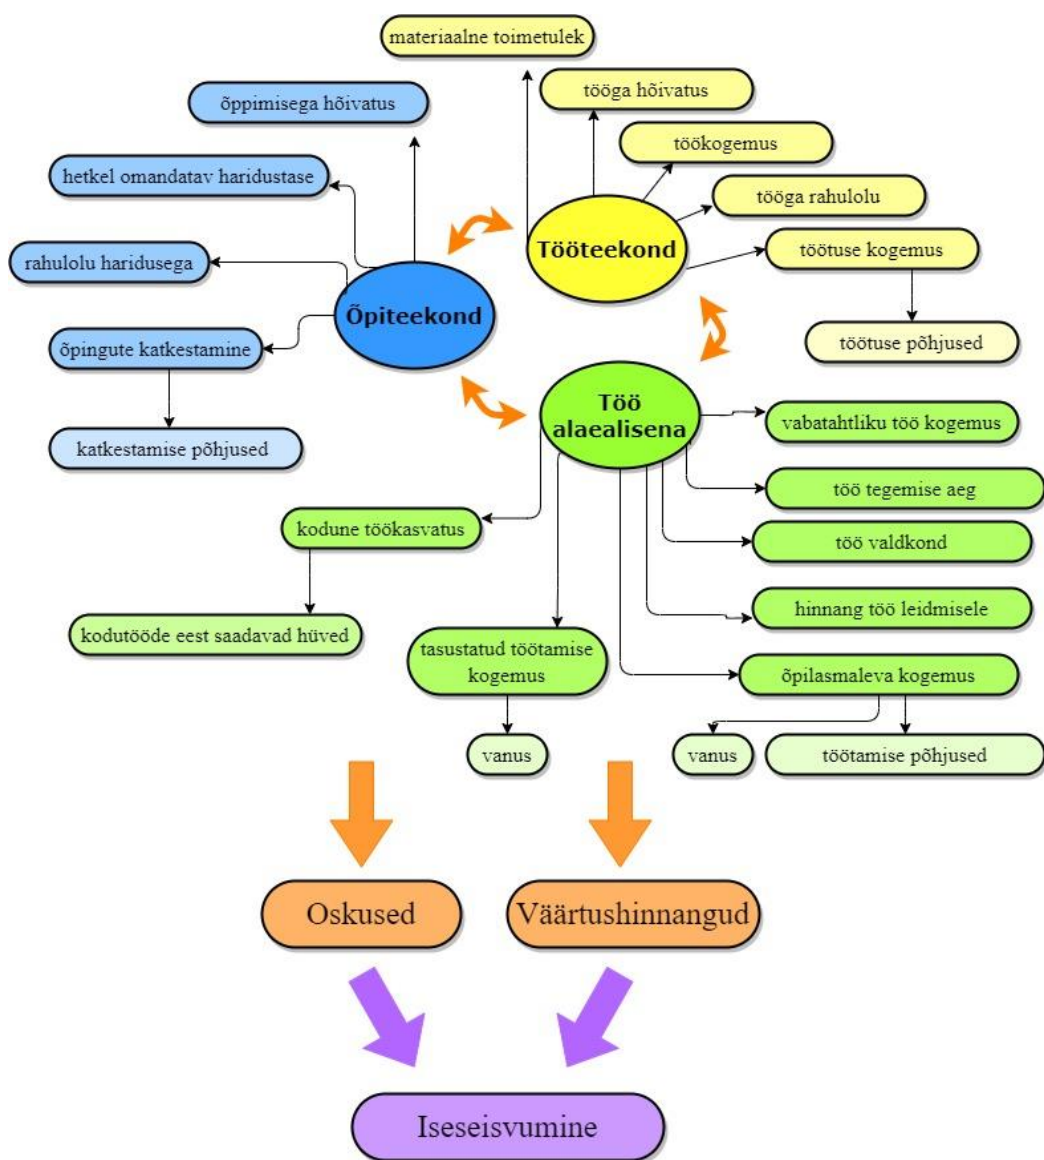 materiaalne toimetulek
õppimisega hõivatus
tööga hõivatus
töökogemus
hetkel omandatav haridustase
tööga rahulolu
Tööteekond
töötuse kogemus
rahulolu haridusega
Õpiteekond
õpingute katkestamine
töötuse põhjused
katkestamise põhjused
Töö
alaealisena
vabatahtliku töö kogemus
töö tegemise aeg
kodune töökasvatus
töö valdkond
hinnang töö leidmisele
kodutööde eest saadavad hüved
tasustatud töötamise
kogemus
õpilasmaleva kogemus
vanus
vanus
töötamise põhjused
Oskused
Väärtushinnangud
Iseseisvumine